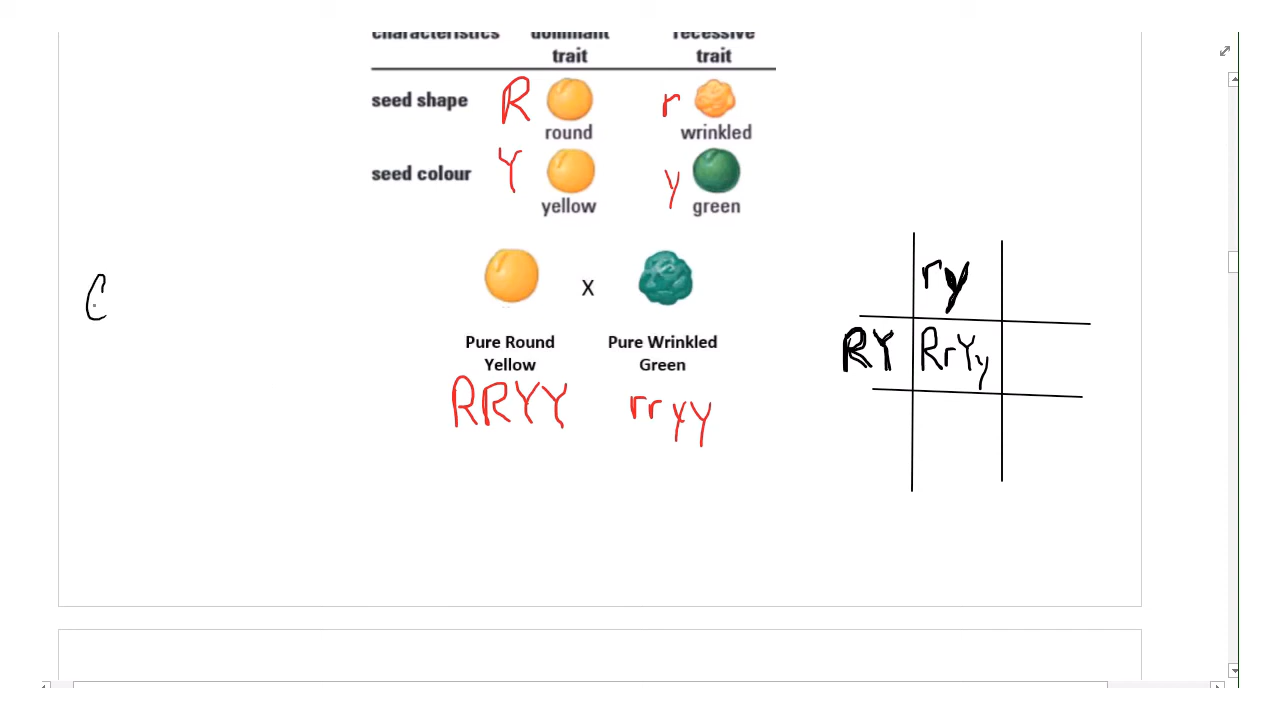 characteristics dominant recessive
trait trait
seed shape R r
round wrinkled
Y
seed colour y
yellow green
X
ry
Pure Round Pure Wrinkled
Yellow Green
RY RrYy
RRYY rryy